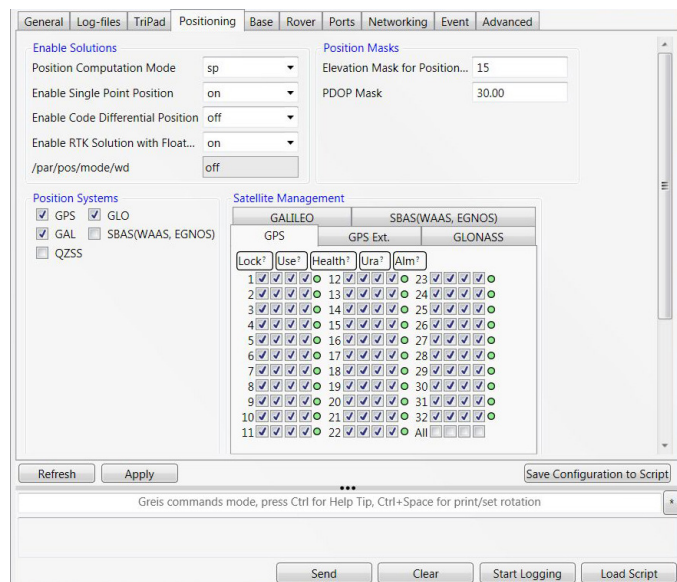 General Log-files TriPad Positioning Base Rover Ports Networking Event Advanced
Enable Solutions
Position Computation Mode sp
Enable Single Point Position on
Enable Code Differential Position off
Enable RTK Solution with Float... on
/par/pos/mode/wd off
Position Masks
Elevation Mask for Position... 15
PDOP Mask 30.00
Position Systems
GPS GLO
GAL SBAS(WAAS, EGNOS)
QZSS
Satellite Management
GALILEO SBAS(WAAS, EGNOS)
GPS GPS Ext. GLONASS
Lock? Use? Health? Ura? Alm?
1 12 23
2 13 24
3 14 25
4 15 26
5 16 27
6 17 28
7 18 29
8 19 30
9 20 31
10 21 32
11 22 All
Refresh Apply Save Configuration to Script
Greis commands mode, press Ctrl for Help Tip, Ctrl+Space for print/set rotation *
Send Clear Start Logging Load Script